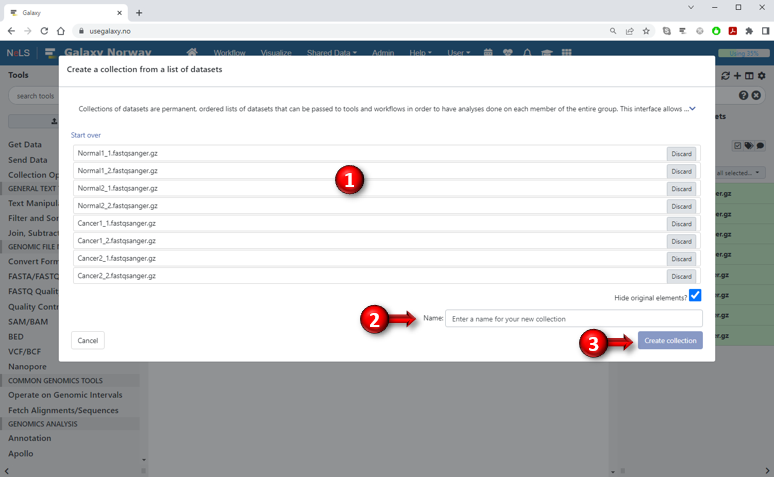 Galaxy
usegalaxy.no
NeLS
Galaxy Norway
Workflow
Visualize
Shared Data
Admin
Help
User
Using 25%
Tools
search tools
Get Data
Send Data
Collection Op
GENERAL TEXT
Text Manipula
Filter and Sor
Join, Subtract
GENOMIC FILE
Convert Form
FASTA/FASTQ
FASTQ Qualit
Quality Contr
SAM/BAM
BED
VCF/BCF
Nanopore
COMMON GENOMICS TOOLS
Operate on Genomic Intervals
Fetch Alignments/Sequences
GENOMICS ANALYSIS
Annotation
Apollo
Create a collection from a list of datasets
Collections of datasets are permanent, ordered lists of datasets that can be passed to tools and workflows in order to have analyses done on each member of the entire group. This interface allows ...
Start over
Normal1_1.fastqsanger.gz Discard
Normal1_2.fastqsanger.gz Discard
Normal2_1.fastqsanger.gz Discard
Normal2_2.fastqsanger.gz Discard
Cancer1_1.fastqsanger.gz Discard
Cancer1_2.fastqsanger.gz Discard
Cancer2_1.fastqsanger.gz Discard
Cancer2_2.fastqsanger.gz Discard
1
Hide original elements?
2
Name: Enter a name for your new collection
Cancel
3
Create collection
ets
all selected...
er.gz
er.gz
er.gz
er.gz
er.gz
er.gz
er.gz
er.gz